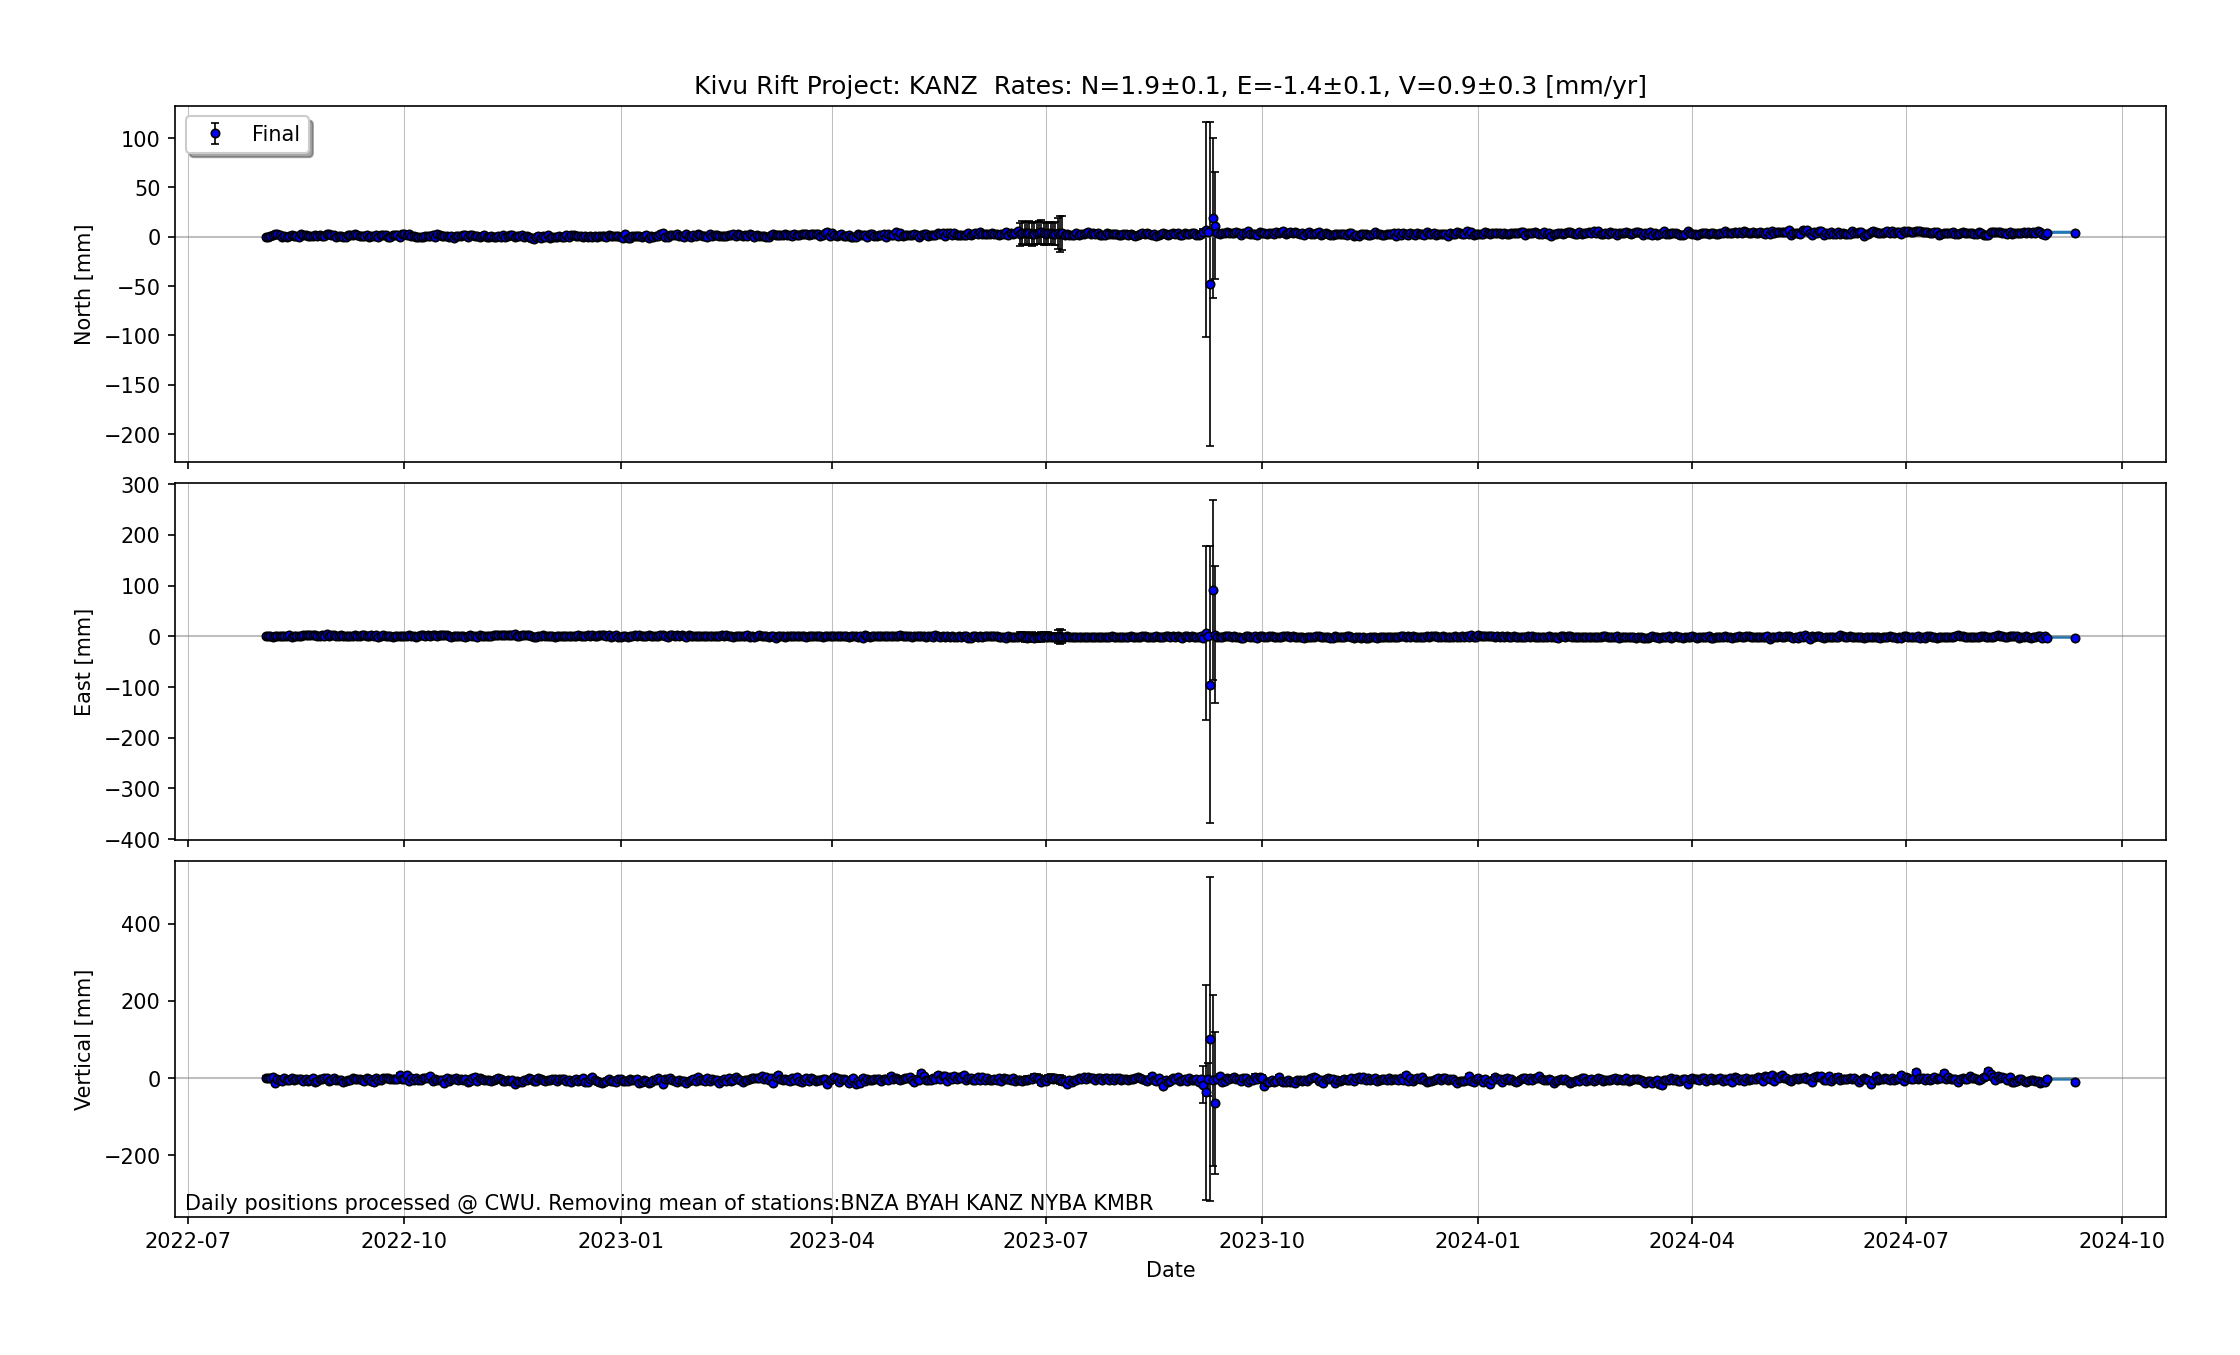 Kivu Rift Project: KANZ  Rates: N=1.9±0.1, E=-1.4±0.1, V=0.9±0.3 [mm/yr]
Final
100
50
0
−50
−100
−150
−200
North [mm]
300
200
100
0
−100
−200
−300
−400
East [mm]
400
200
0
−200
Vertical [mm]
Daily positions processed @ CWU. Removing mean of stations:BNZA BYAH KANZ NYBA KMBR
2022-07 2022-10 2023-01 2023-04 2023-07 2023-10 2024-01 2024-04 2024-07 2024-10
Date